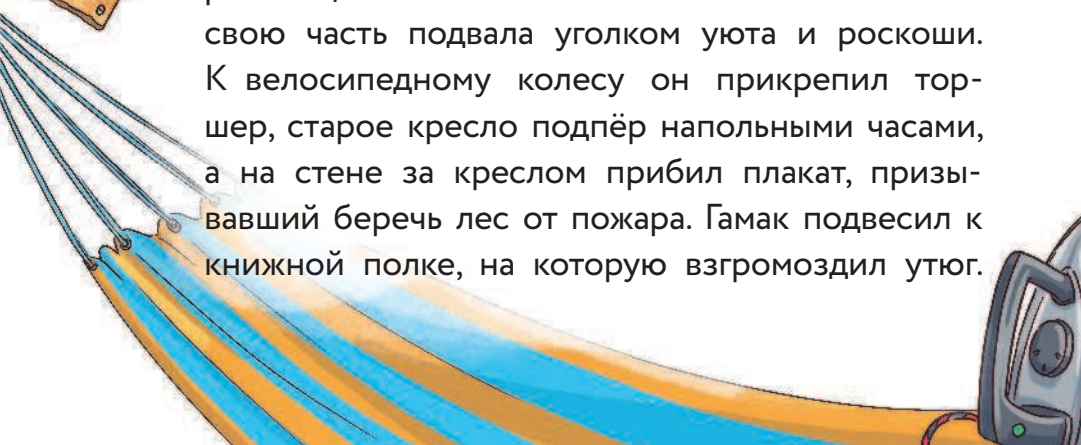 свою часть подвала уголком уюта и роскоши.
К велосипедному колесу он прикрепил тор-
шер, старое кресло подпёр напольными часами,
а на стене за креслом прибил плакат, призы-
вавший беречь лес от пожара. Гамак подвесил к
книжной полке, на которую взгромоздил утюг.